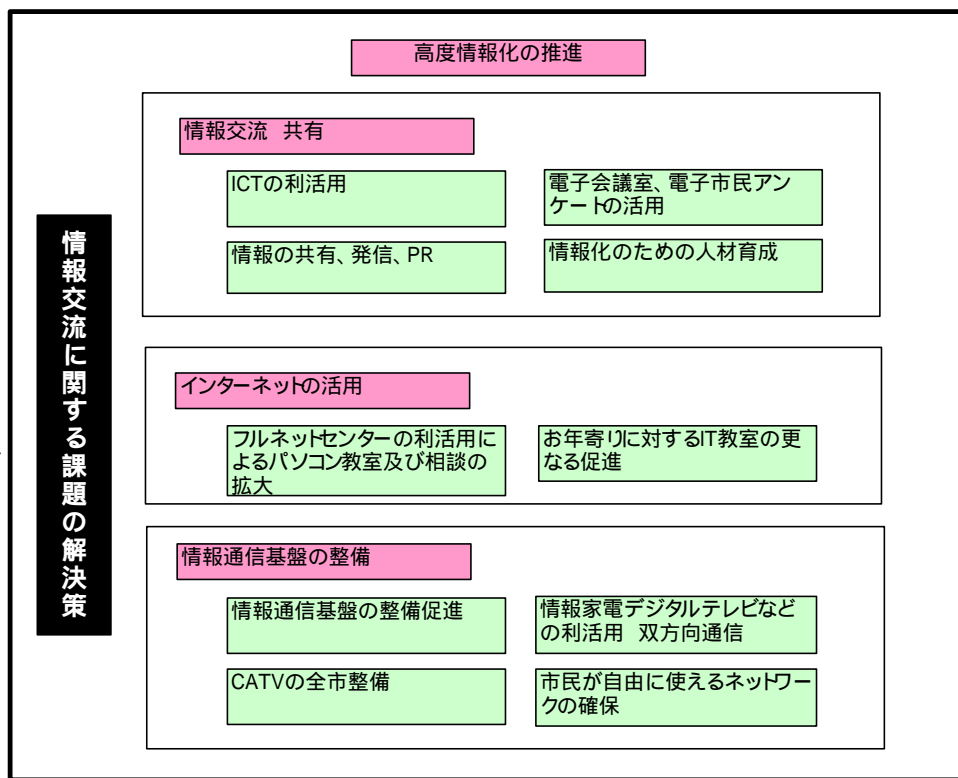 高度情報化の推進
情報交流に関する課題の解決策
情報交流　共有
ICTの利活用
電子会議室、電子市民アン
ケートの活用
情報の共有、発信、PR
情報化のための人材育成
インターネットの活用
フルネットセンターの利活用に
よるパソコン教室及び相談の
拡大
お年寄りに対するIT教室の更
なる促進
情報通信基盤の整備
情報通信基盤の整備促進
情報家電デジタルテレビなど
の利活用　双方向通信
CATVの全市整備
市民が自由に使えるネットワー
クの確保